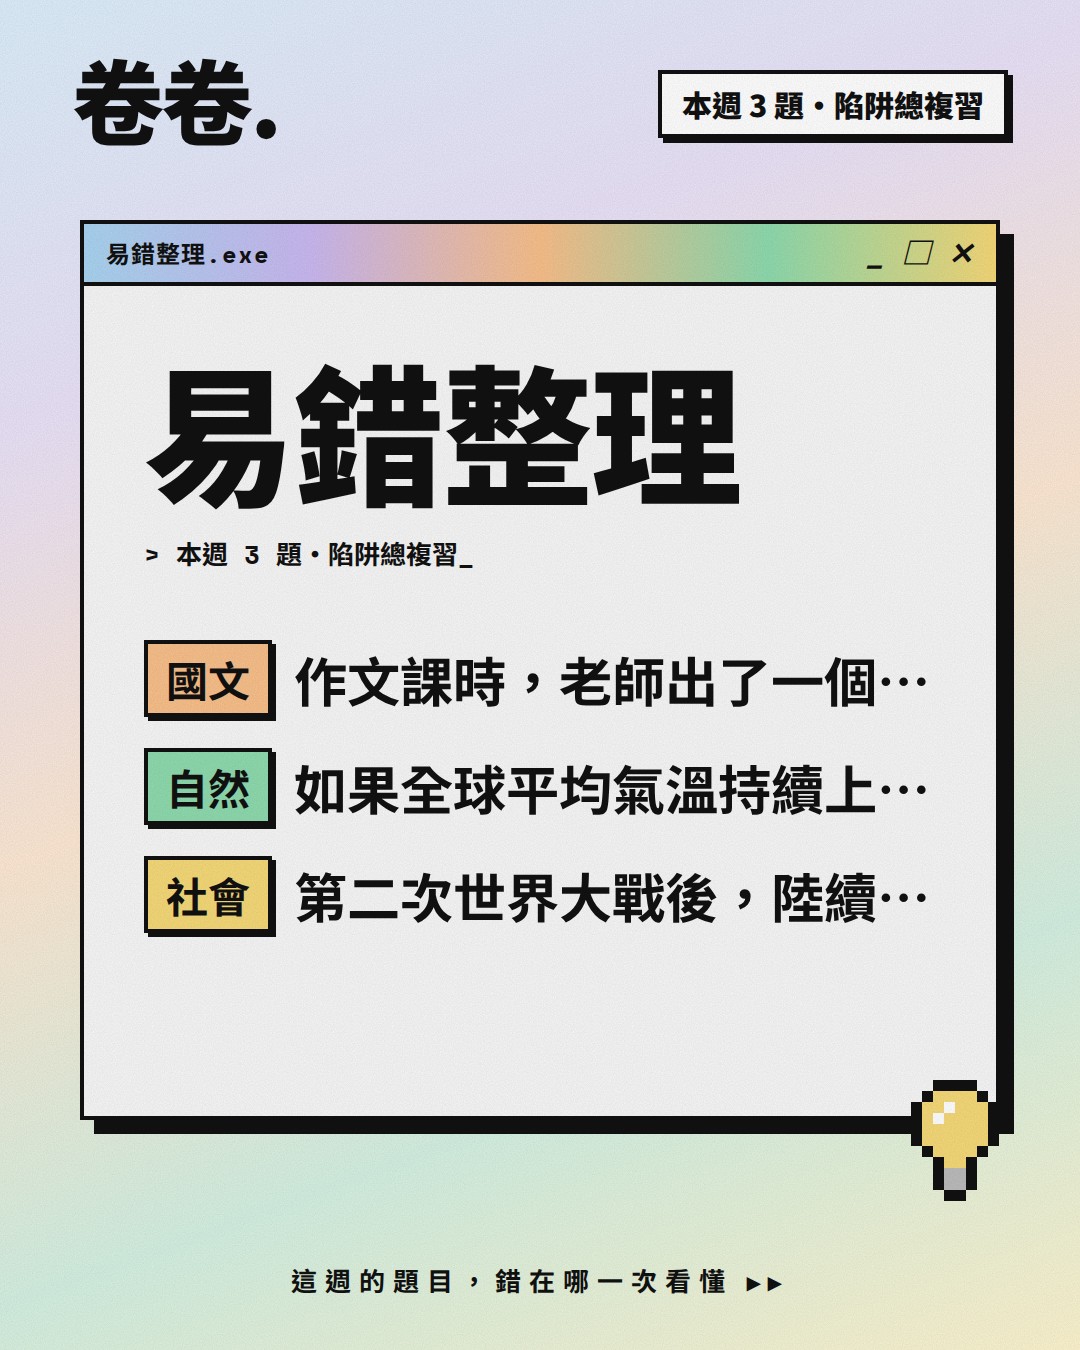 卷卷.
本週 3 題・陷阱總複習
易錯整理.exe
易錯整理
> 本週 3 題・陷阱總複習_
國文 作文課時，老師出了一個…
自然 如果全球平均氣溫持續上…
社會 第二次世界大戰後，陸續…
這週的題目，錯在哪一次看懂 ▶▶